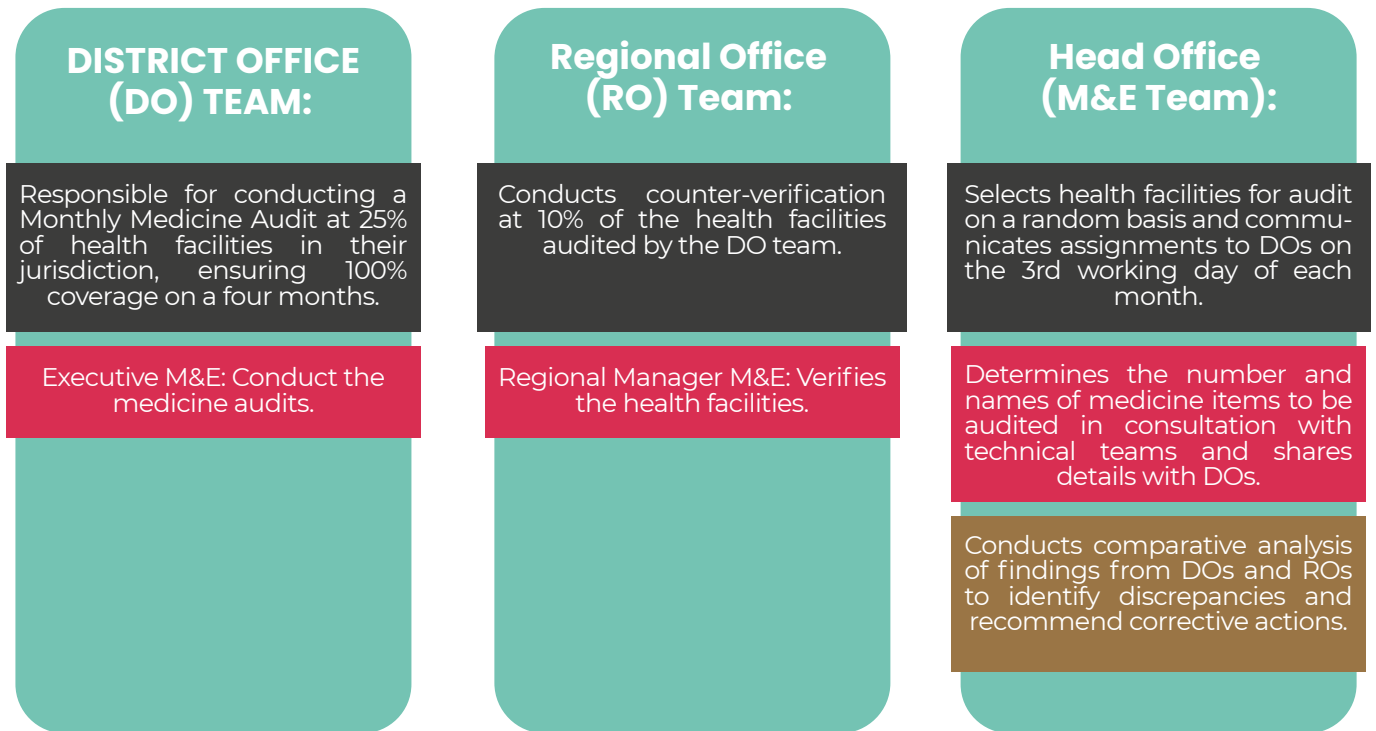 DISTRICT OFFICE
(DO) TEAM:
Responsible for conducting a
Monthly Medicine Audit at 25%
of health facilities in their
jurisdiction, ensuring 100%
coverage on a four months.
Executive M&E: Conduct the
medicine audits.
Regional Office
(RO) Team:
Conducts counter-verification
at 10% of the health facilities
audited by the DO team.
Regional Manager M&E: Verifies
the health facilities.
Head Office
(M&E Team):
Selects health facilities for audit
on a random basis and commu-
nicates assignments to DOs on
the 3rd working day of each
month.
Determines the number and
names of medicine items to be
audited in consultation with
technical teams and shares
details with DOs.
Conducts comparative analysis
of findings from DOs and ROs
to identify discrepancies and
recommend corrective actions.